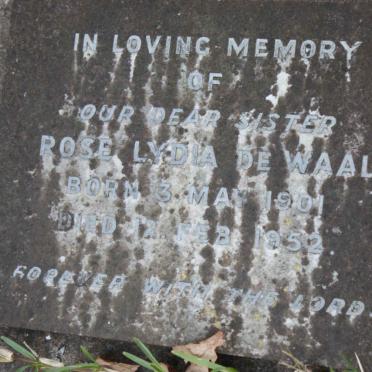 IN LOVING MEMORY
OF
OUR DEAR SISTER
ROSE LYDIA DE WAAL
BORN 3 MAY 1901
DIED FEB 1952
FOREVER WITH THE LORD.